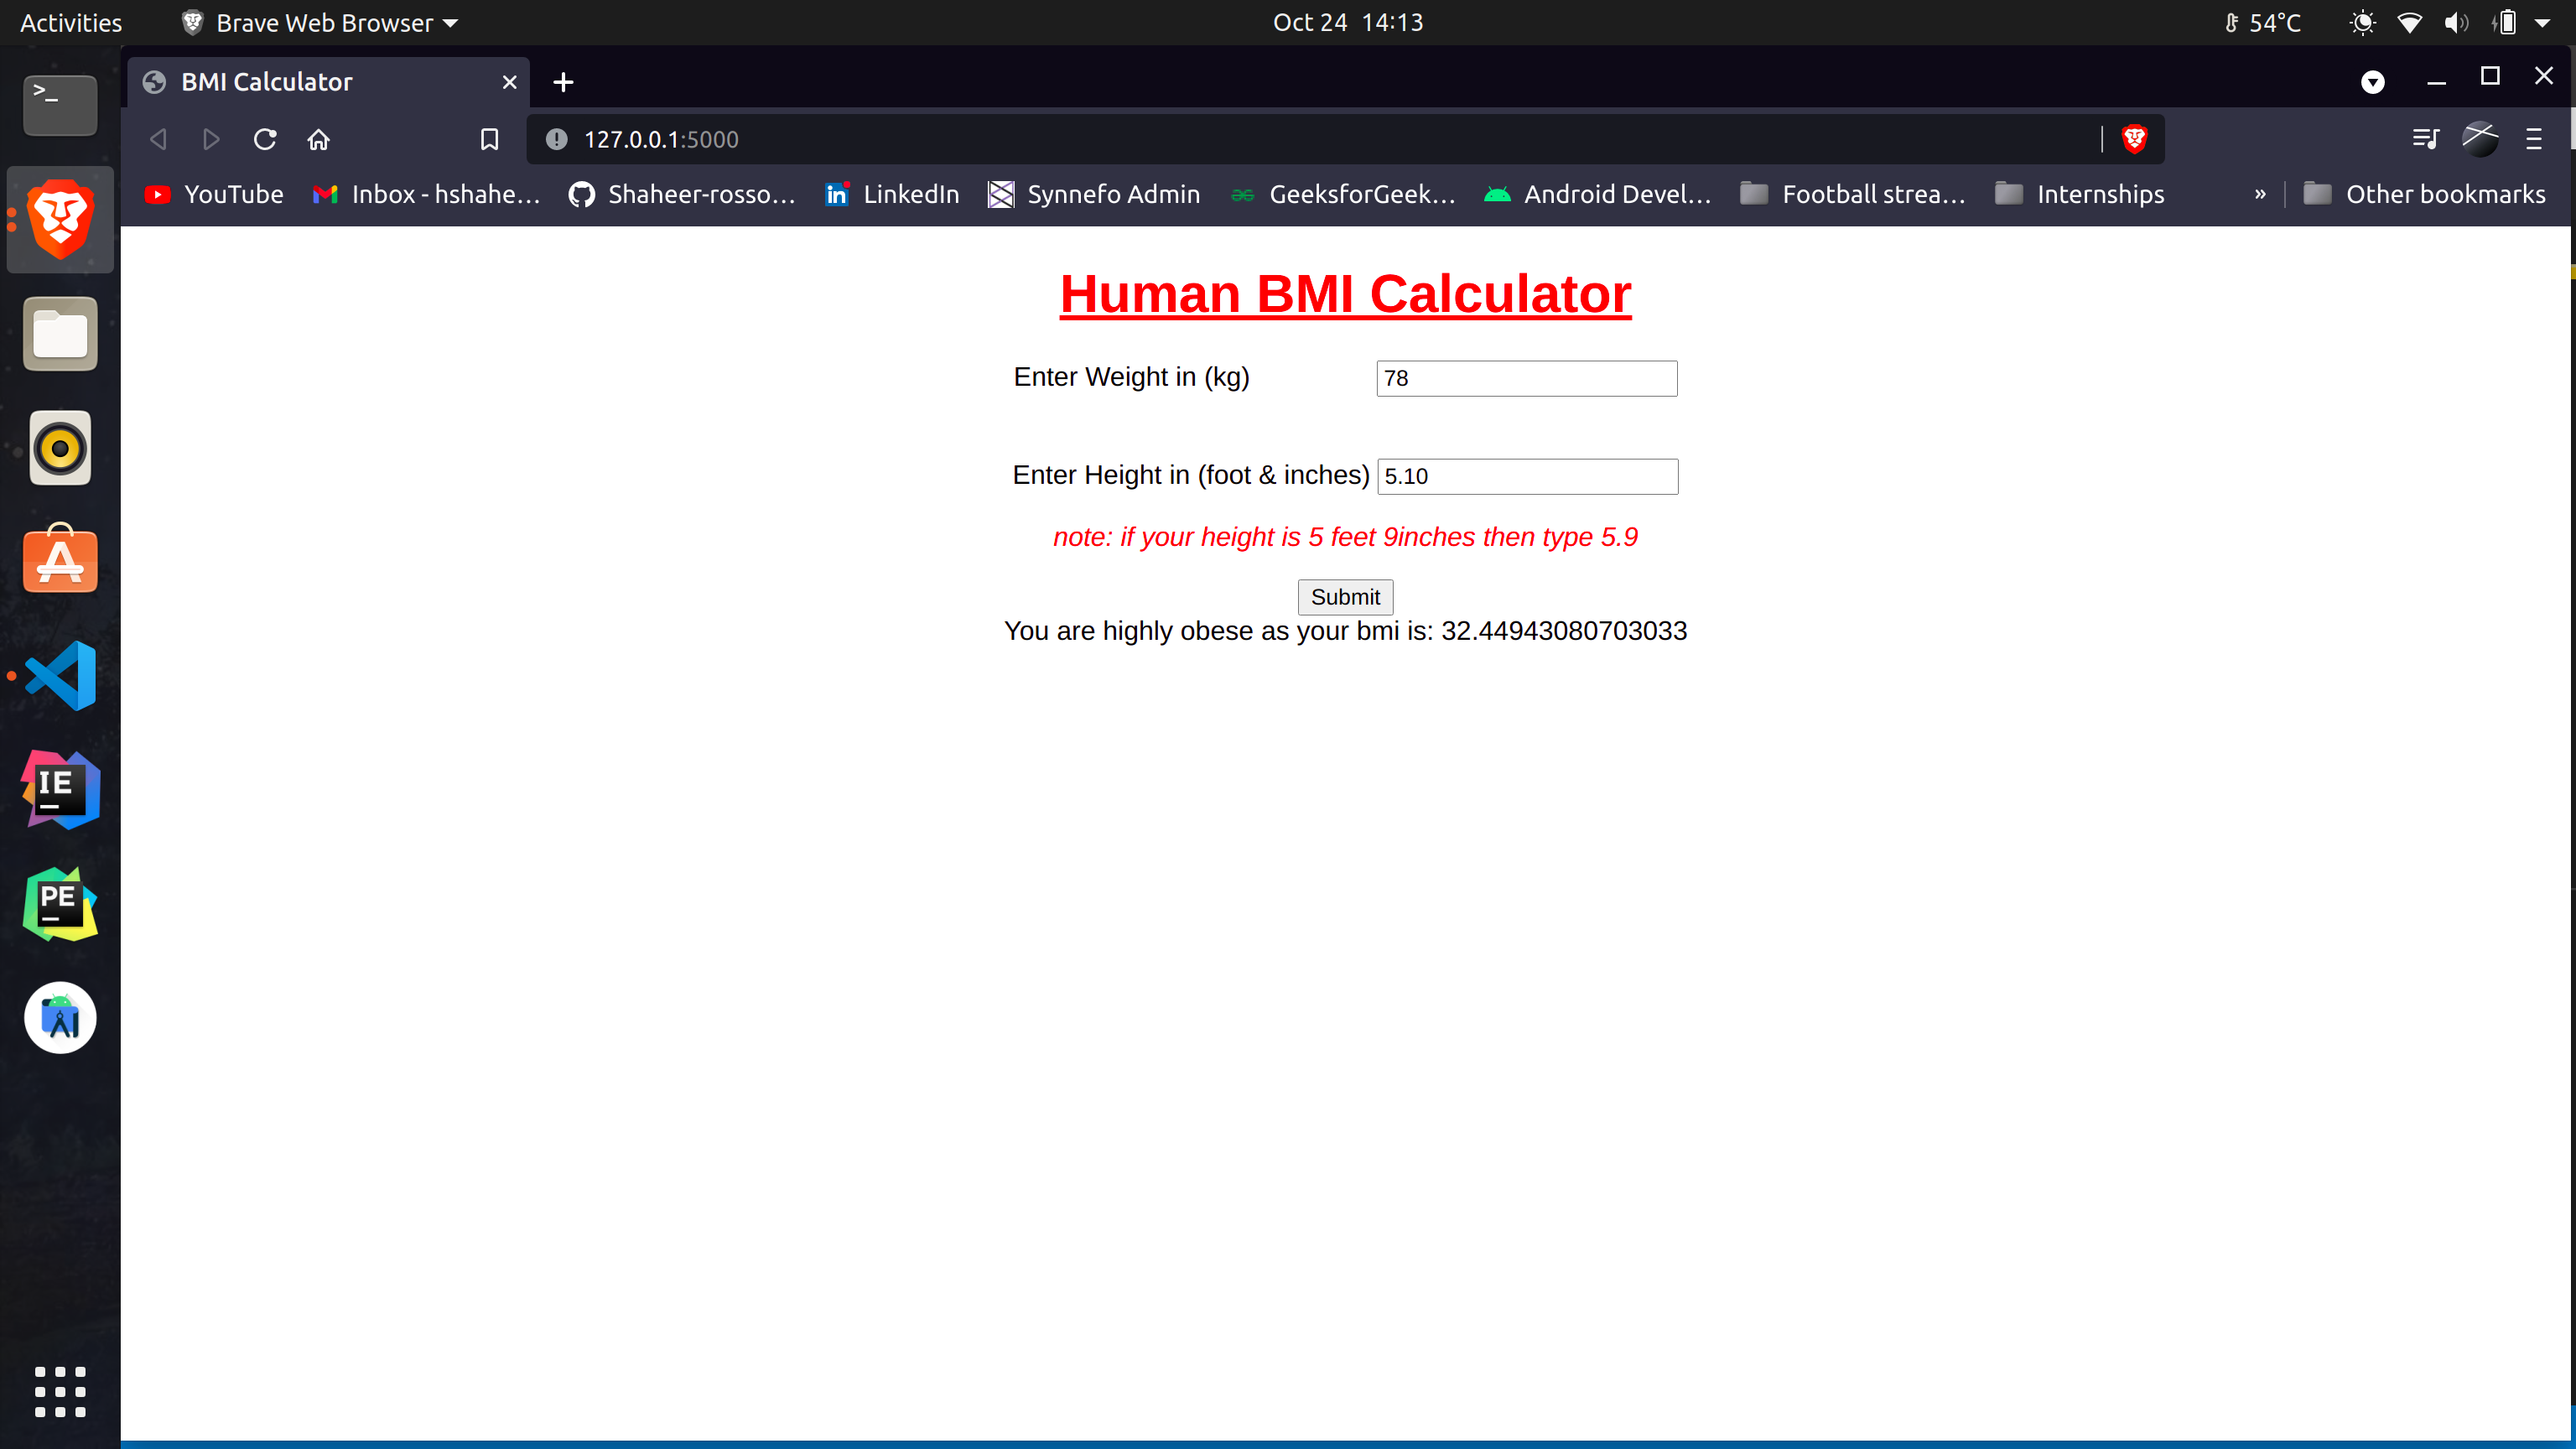 Activities Brave Web Browser Oct 24 14:13 54°C
BMI Calculator
127.0.0.1:5000
YouTube Inbox - hshahe… Shaheer-rosso… LinkedIn Synnefo Admin GeeksforGeek… Android Devel… Football strea… Internships » Other bookmarks
Human BMI Calculator
Enter Weight in (kg) 78
Enter Height in (foot & inches) 5.10
note: if your height is 5 feet 9inches then type 5.9
Submit
You are highly obese as your bmi is: 32.44943080703033
>_
IE
PE